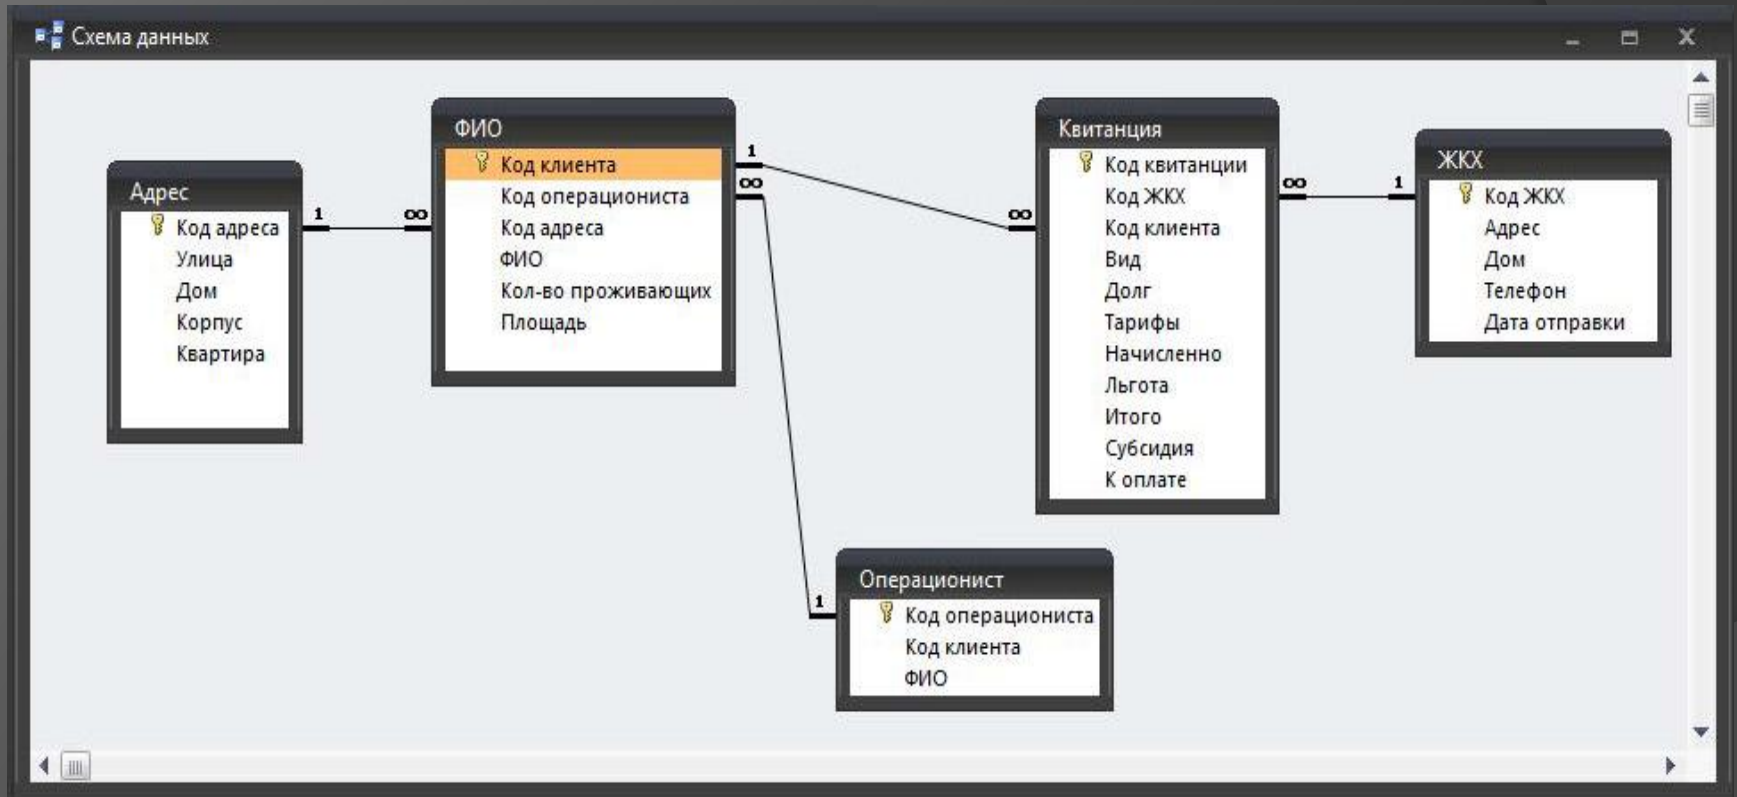 Схема данных
Адрес
Код адреса
Улица
Дом
Корпус
Квартира
1
∞
ФИО
Код клиента
Код операциониста
Код адреса
ФИО
Кол-во проживающих
Площадь
1
∞
∞
Квитанция
Код квитанции
Код ЖКХ
Код клиента
Вид
Долг
Тарифы
Начисленно
Льгота
Итого
Субсидия
К оплате
∞
1
ЖКХ
Код ЖКХ
Адрес
Дом
Телефон
Дата отправки
1
Операционист
Код операциониста
Код клиента
ФИО